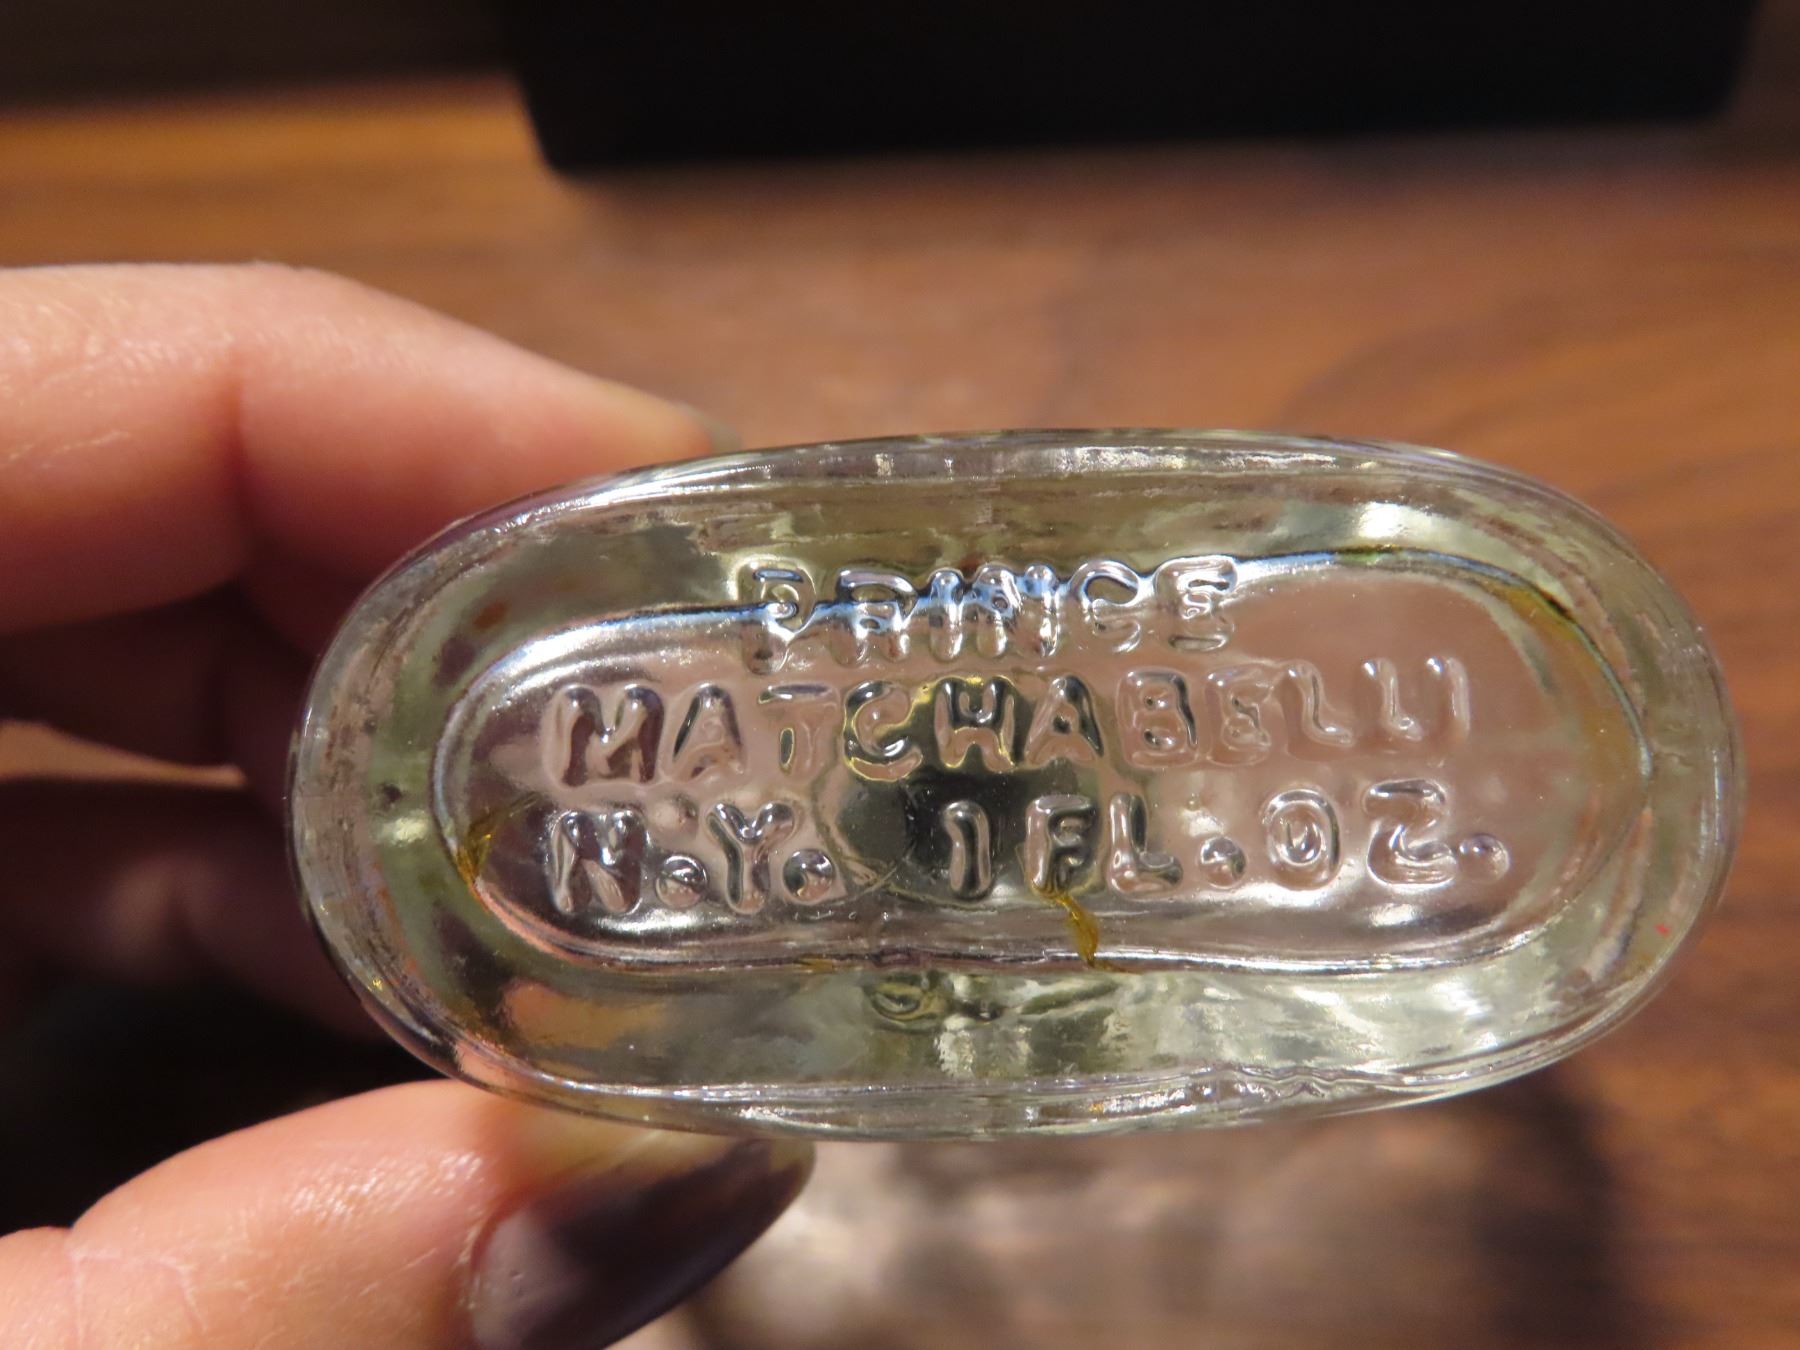 PRINCE
MATCHABELLI
N.Y. 1 FL.OZ.